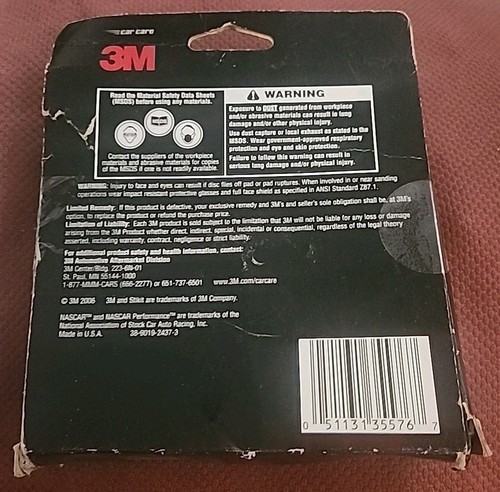 car care
3M
Read the Material Safety Data Sheets
(MSDS) before using any materials.
Contact the suppliers of the workpiece
materials and abrasive materials for copies
of the MSDS if one is not readily available.
WARNING
Exposure to DUST generated from workpiece
and/or abrasive materials can result in lung
damage and/or other physical injury.
Use dust capture or local exhaust as stated in the
MSDS. Wear government-approved respiratory
protection and eye and skin protection.
Failure to follow this warning can result in
serious lung damage and/or physical injury.
WARNING: Injury to face and eyes can result if disc flies off or pad ruptures. When involved in or near sanding
operations wear impact resistant protective glasses and full face shield as specified in ANSI Standard Z87.1.
Limited Remedy: If this product is defective, your exclusive remedy and 3M's and seller's sole obligation shall be, at 3M's
option, to replace the product or refund the purchase price.
Limitation of Liability: Each 3M product is sold subject to the limitation that 3M will not be liable for any loss or damage
arising from the 3M Product whether direct, indirect, special, incidental or consequential, regardless of the legal theory
asserted, including warranty, contract, negligence or strict liability.
For additional product safety and health information, contact:
3M Automotive Aftermarket Division
3M Center/Bldg. 223-6N-01
St. Paul, MN 55144-1000
1-877-MMM-CARS (666-2277) or 651-737-6501 www.3m.com/carcare
© 3M 2006 3M and Stikit are trademarks of 3M Company.
NASCAR™ and NASCAR Performance™ are trademarks of the
National Association of Stock Car Auto Racing, Inc.
Made in U.S.A. 38-9019-2437-3
0 51131 35576 7